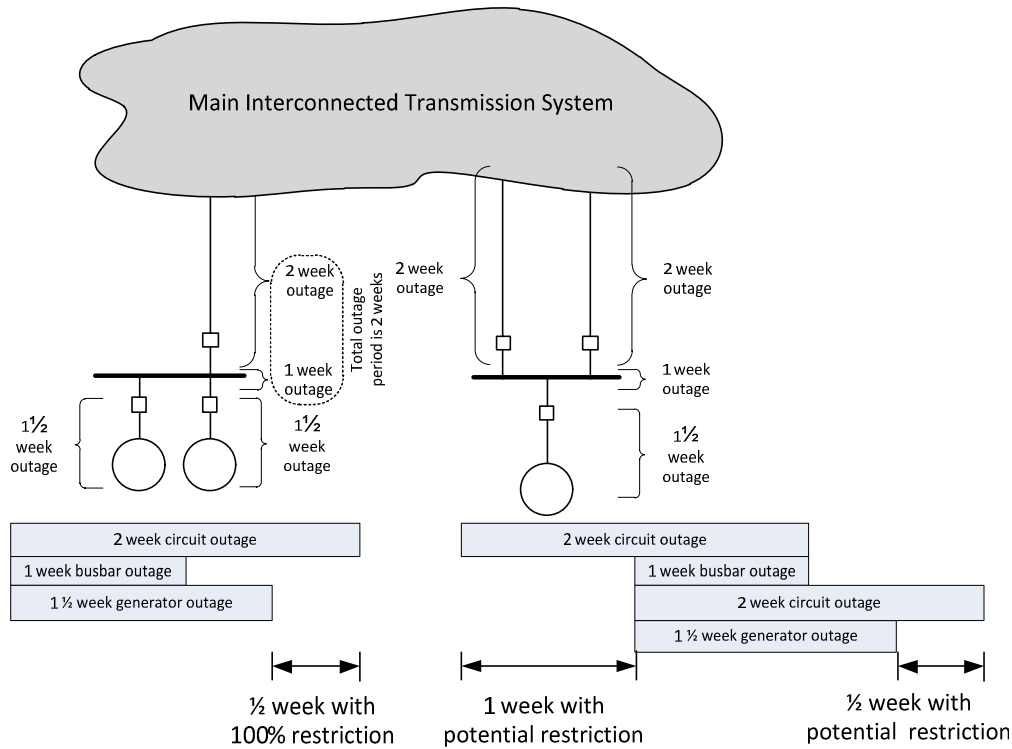 Main Interconnected Transmission System
2 week
outage
Total outage
period is 2 weeks
1 week
outage
1½
week
outage
1½
week
outage
2 week
outage
2 week
outage
1 week
outage
1½
week
outage
2 week circuit outage
1 week busbar outage
1 ½ week generator outage
½ week with
100% restriction
2 week circuit outage
1 week busbar outage
2 week circuit outage
1 ½ week generator outage
1 week with
potential restriction
½ week with
potential restriction